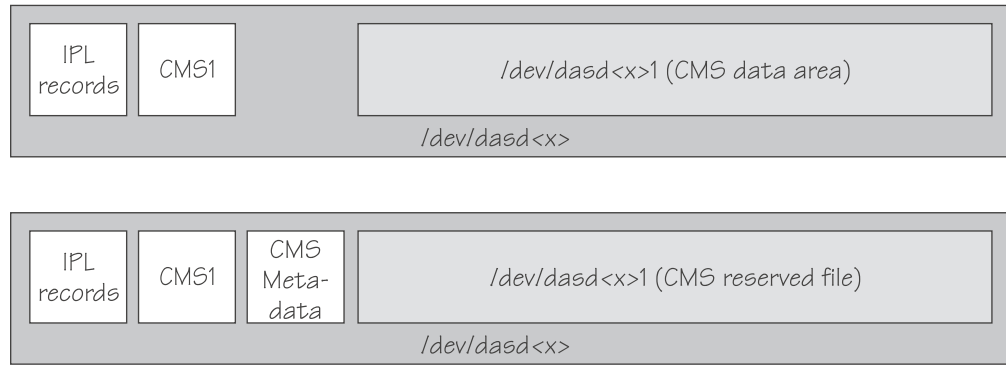 IPL
records
CMS1
/dev/dasd<x>1 (CMS data area)
/dev/dasd<x>
IPL
records
CMS1
CMS
Meta-
data
/dev/dasd<x>1 (CMS reserved file)
/dev/dasd<x>